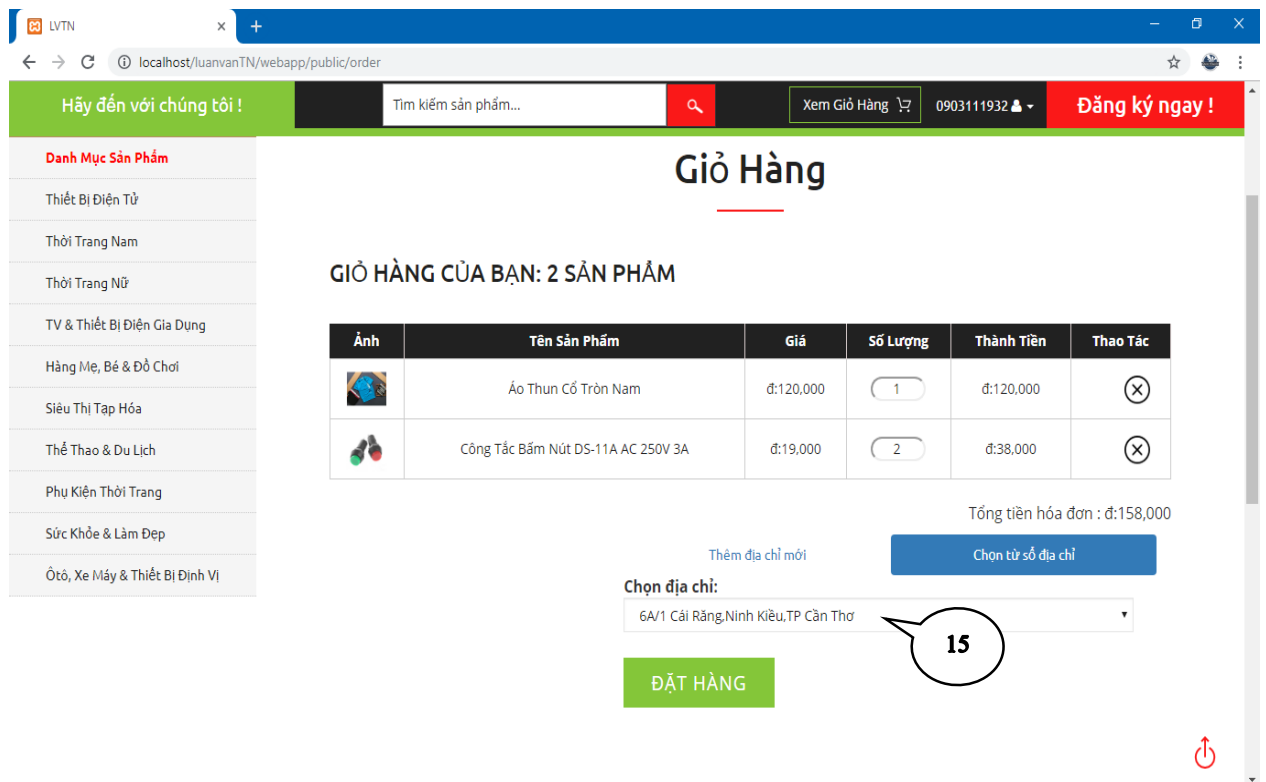 LVTN
localhost/luanvanTN/webapp/public/order
Hãy đến với chúng tôi !
Tìm kiếm sản phẩm...
Xem Giỏ Hàng
0903111932
Đăng ký ngay !
Danh Mục Sản Phẩm
Thiết Bị Điện Tử
Thời Trang Nam
Thời Trang Nữ
TV & Thiết Bị Điện Gia Dụng
Hàng Mẹ, Bé & Đồ Chơi
Siêu Thị Tạp Hóa
Thể Thao & Du Lịch
Phụ Kiện Thời Trang
Sức Khỏe & Làm Đẹp
Ôtô, Xe Máy & Thiết Bị Định Vị
Giỏ Hàng
GIỎ HÀNG CỦA BẠN: 2 SẢN PHẨM
Ảnh Tên Sản Phẩm Giá Số Lượng Thành Tiền Thao Tác
Áo Thun Cổ Tròn Nam đ:120,000 1 đ:120,000
Công Tắc Bấm Nút DS-11A AC 250V 3A đ:19,000 2 đ:38,000
Tổng tiền hóa đơn : đ:158,000
Thêm địa chỉ mới
Chọn từ sổ địa chỉ
Chọn địa chỉ:
6A/1 Cái Răng,Ninh Kiều,TP Cần Thơ
15
ĐẶT HÀNG